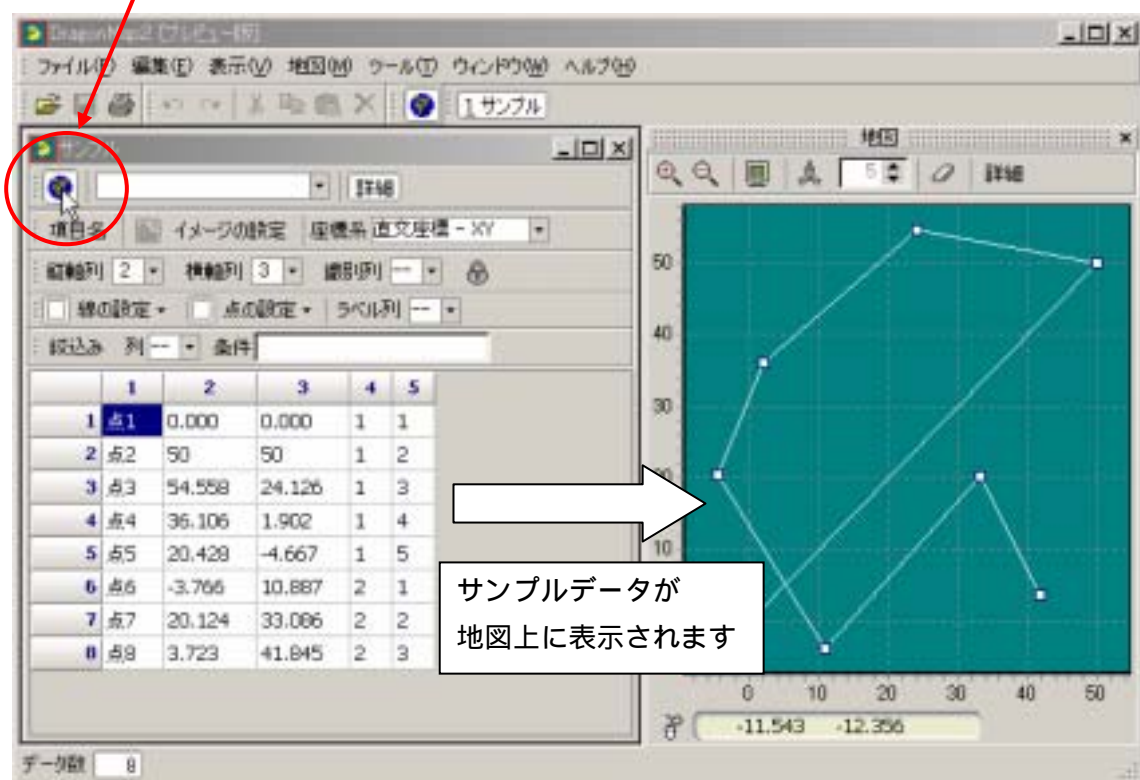 DragonMap2 [プレビュー版]
ファイル(F) 編集(E) 表示(V) 地図(M) ツール(T) ウィンドウ(W) ヘルプ(H)
1 サンプル
サンプル
詳細
項目名 イメージの設定 座標系 直交座標 - XY
縦軸列 2 横軸列 3 識別列 --
線の設定 点の設定 ラベル列 --
絞込み 列 -- 条件
1 2 3 4 5
1 点1 0.000 0.000 1 1
2 点2 50 50 1 2
3 点3 54.558 24.126 1 3
4 点4 36.106 1.902 1 4
5 点5 20.428 -4.667 1 5
6 点6 -3.766 10.887 2 1
7 点7 20.124 33.086 2 2
8 点8 3.723 41.845 2 3
サンプルデータが
地図上に表示されます
地図
5 詳細
50
40
30
10
0 10 20 30 40 50
-11.543 -12.356
データ数 8